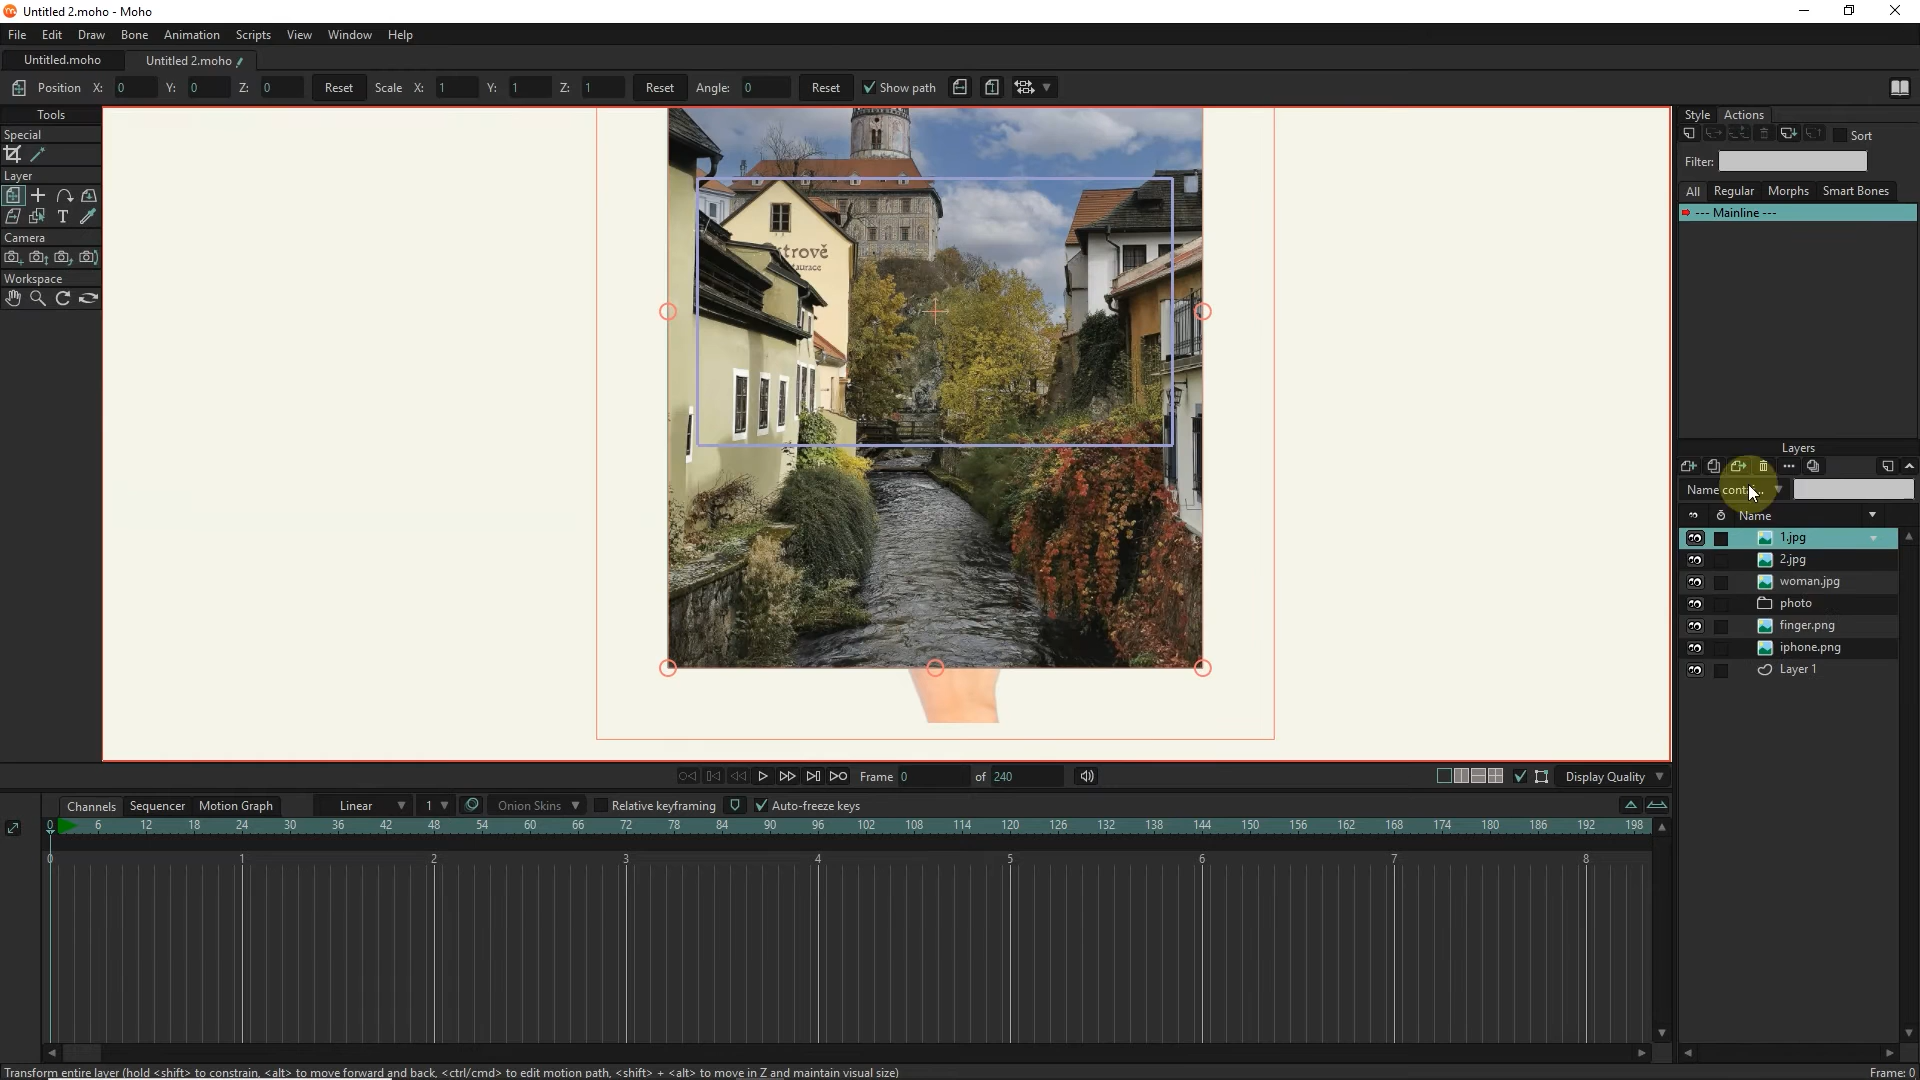 Untitled 2.moho - Moho
File Edit Draw Bone Animation Scripts View Window Help
Untitled.moho Untitled 2.moho
Position X: 0 Y: 0 Z: 0 Reset Scale X: 1 Y: 1 Z: 1 Reset Angle: 0 Reset Show path
Tools
Special
Layer
Camera
Workspace
Style Actions
Sort
Filter:
All Regular Morphs Smart Bones
--- Mainline ---
Layers
Name
Name
1.jpg
2.jpg
woman.jpg
photo
finger.png
iphone.png
Layer 1
Frame 0 of 240 Display Quality
Channels Sequencer Motion Graph Linear 1 Onion Skins Relative keyframing Auto-freeze keys
0 6 12 18 24 30 36 42 48 54 60 66 72 78 84 90 96 102 108 114 120 126 132 138 144 150 156 162 168 174 180 186 192 198
0 1 2 3 4 5 6 7 8
Transform entire layer (hold <shift> to constrain, <alt> to move forward and back, <ctrl/cmd> to edit motion path, <shift> + <alt> to move in Z and maintain visual size)
Frame: 0